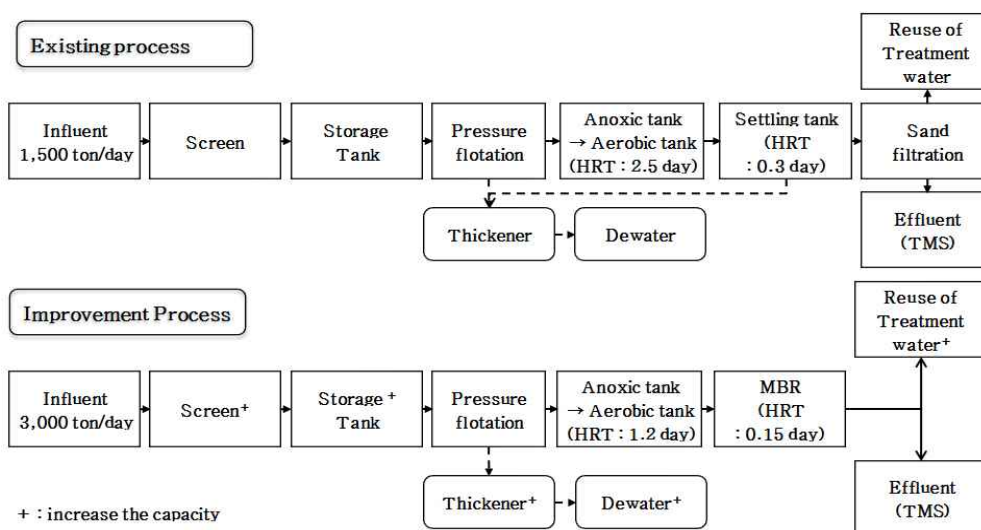 Existing process
Reuse of
Treatment
water
Influent
1,500 ton/day
Screen
Storage
Tank
Pressure
flotation
Anoxic tank
→ Aerobic tank
(HRT : 2.5 day)
Settling tank
(HRT
: 0.3 day)
Sand
filtration
Thickener
Dewater
Effluent
(TMS)
Improvement Process
Reuse of
Treatment
water⁺
Influent
3,000 ton/day
Screen⁺
Storage ⁺
Tank
Pressure
flotation
Anoxic tank
→ Aerobic tank
(HRT : 1.2 day)
MBR
(HRT
: 0.15 day)
Thickener⁺
Dewater⁺
Effluent
(TMS)
+ : increase the capacity